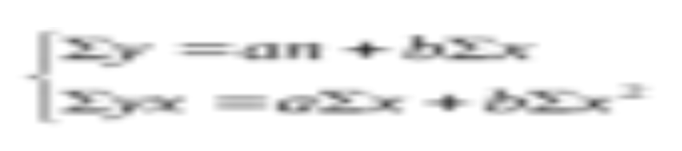 Σy = an + bΣx
Σyx = aΣx + bΣx²